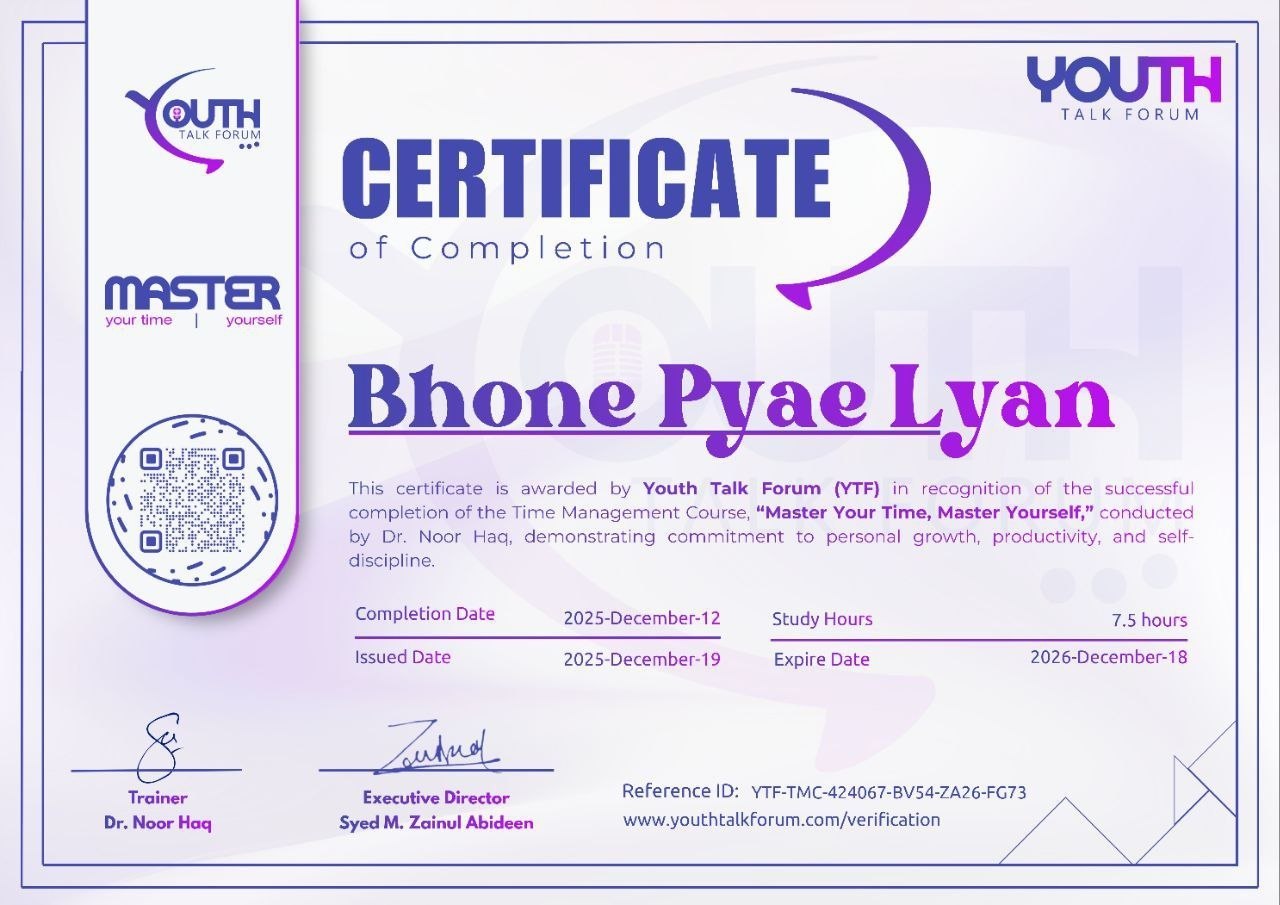 YOUTH
TALK FORUM
YOUTH
TALK FORUM
CERTIFICATE
of Completion
MASTER
your time | yourself
Bhone Pyae Lyan
This certificate is awarded by Youth Talk Forum (YTF) in recognition of the successful
completion of the Time Management Course, “Master Your Time, Master Yourself,” conducted
by Dr. Noor Haq, demonstrating commitment to personal growth, productivity, and self-
discipline.
Completion Date 2025-December-12 Study Hours 7.5 hours
Issued Date 2025-December-19 Expire Date 2026-December-18
Trainer
Dr. Noor Haq
Executive Director
Syed M. Zainul Abideen
Reference ID: YTF-TMC-424067-BV54-ZA26-FG73
www.youthtalkforum.com/verification